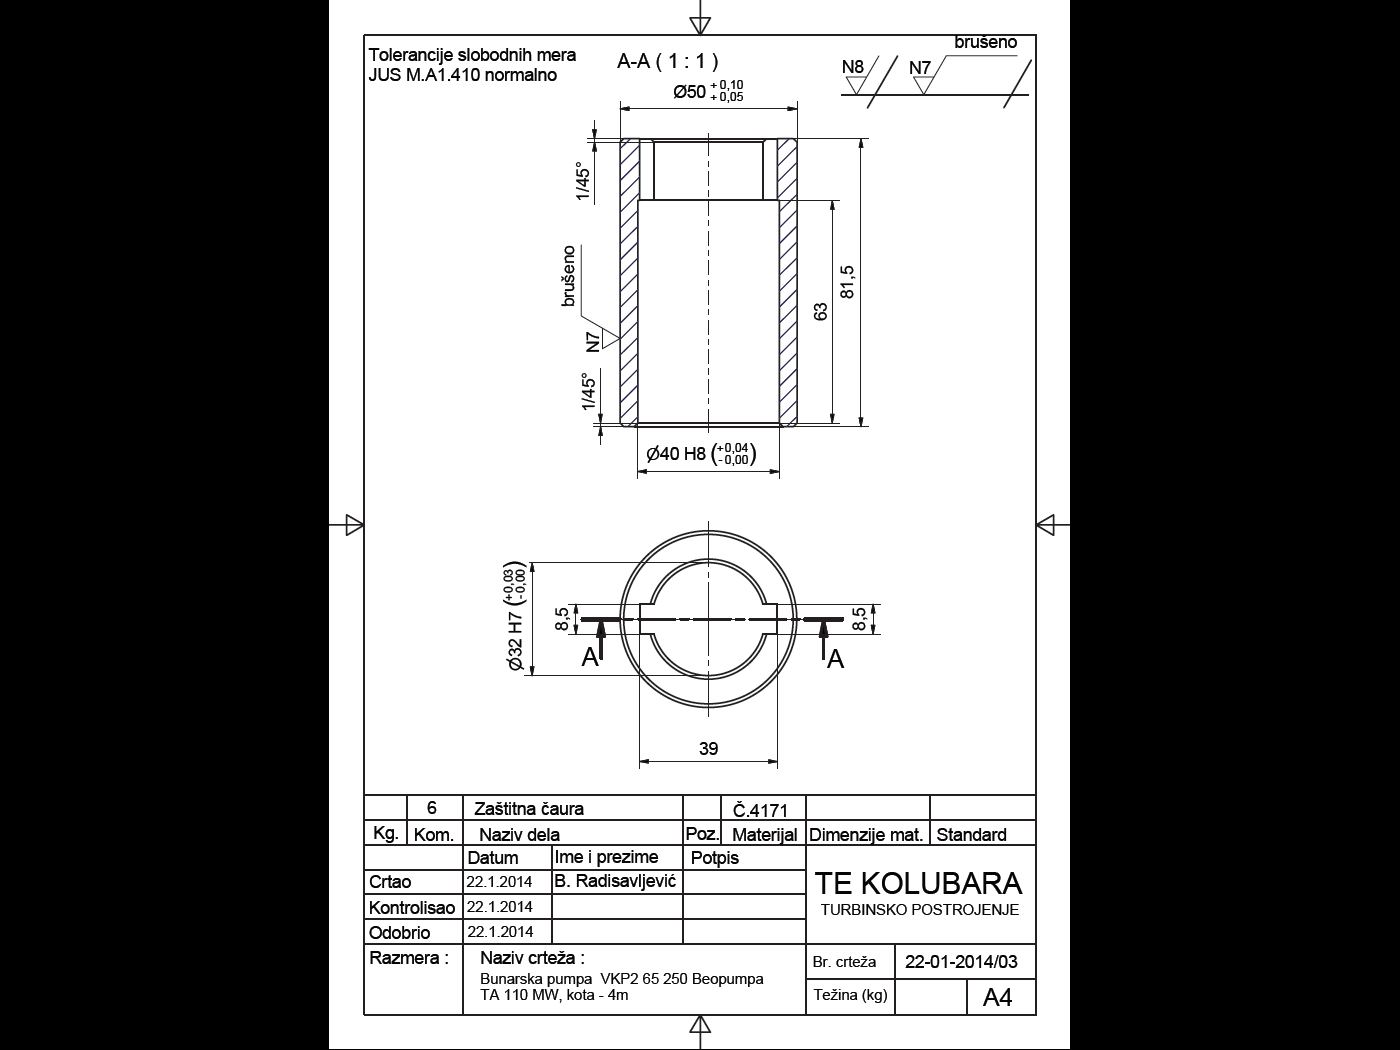 Tolerancije slobodnih mera
JUS M.A1.410 normalno
A-A ( 1 : 1 )
brušeno
N8
N7
Ø50 +0,10
+0,05
1/45°
brušeno
N7
1/45°
63
81,5
Ø40 H8 (+0,04
-0,00)
Ø32 H7 (+0,03
-0,00)
8,5
8,5
A
A
39
6 Zaštitna čaura Č.4171
Kg. Kom. Naziv dela Poz. Materijal Dimenzije mat. Standard
Datum Ime i prezime Potpis
Crtao 22.1.2014 B. Radisavljević
Kontrolisao 22.1.2014
Odobrio 22.1.2014
TE KOLUBARA
TURBINSKO POSTROJENJE
Razmera : Naziv crteža :
Bunarska pumpa VKP2 65 250 Beopumpa
TA 110 MW, kota - 4m
Br. crteža 22-01-2014/03
Težina (kg) A4